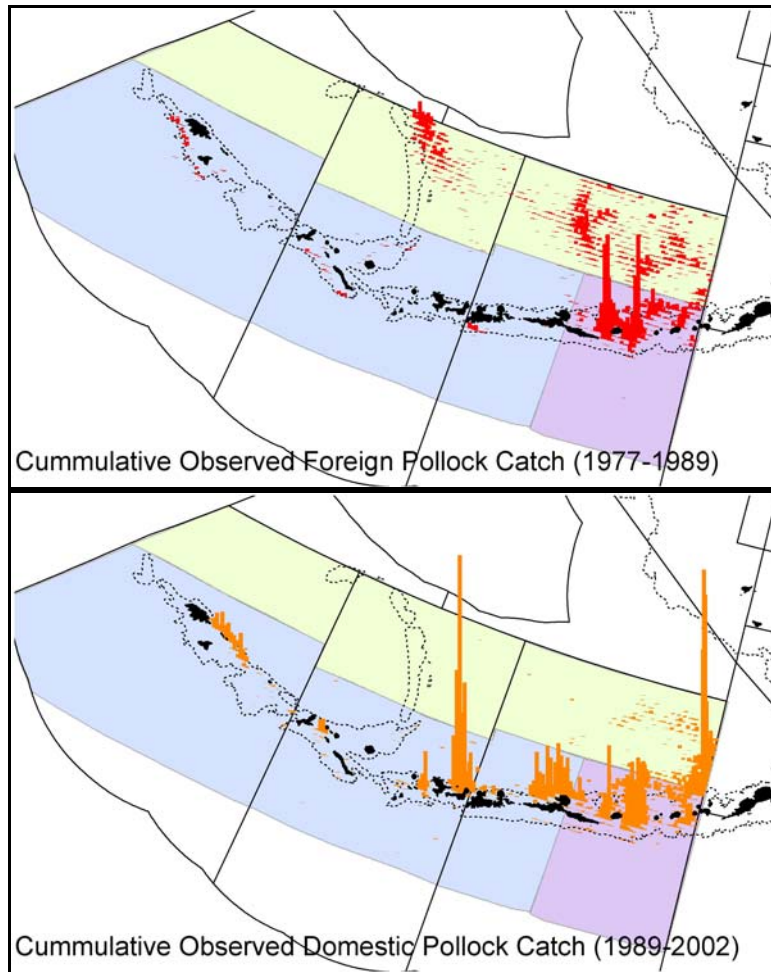 Cummulative Observed Foreign Pollock Catch (1977-1989)
Cummulative Observed Domestic Pollock Catch (1989-2002)